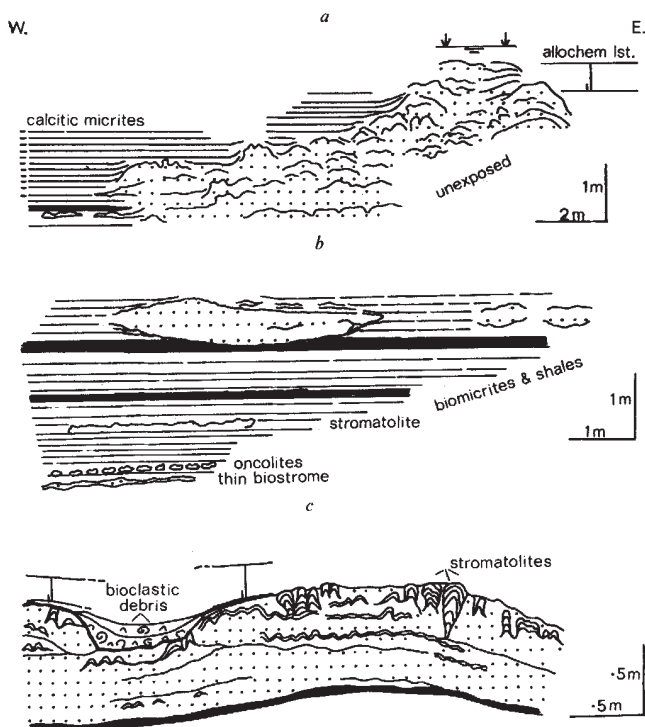 a
W.
E.
allochem lst.
calcitic micrites
unexposed
1m
2m
b
biomicrites & shales
1m
1m
stromatolite
oncolites
thin biostrome
c
stromatolites
bioclastic
debris
·5m
·5m